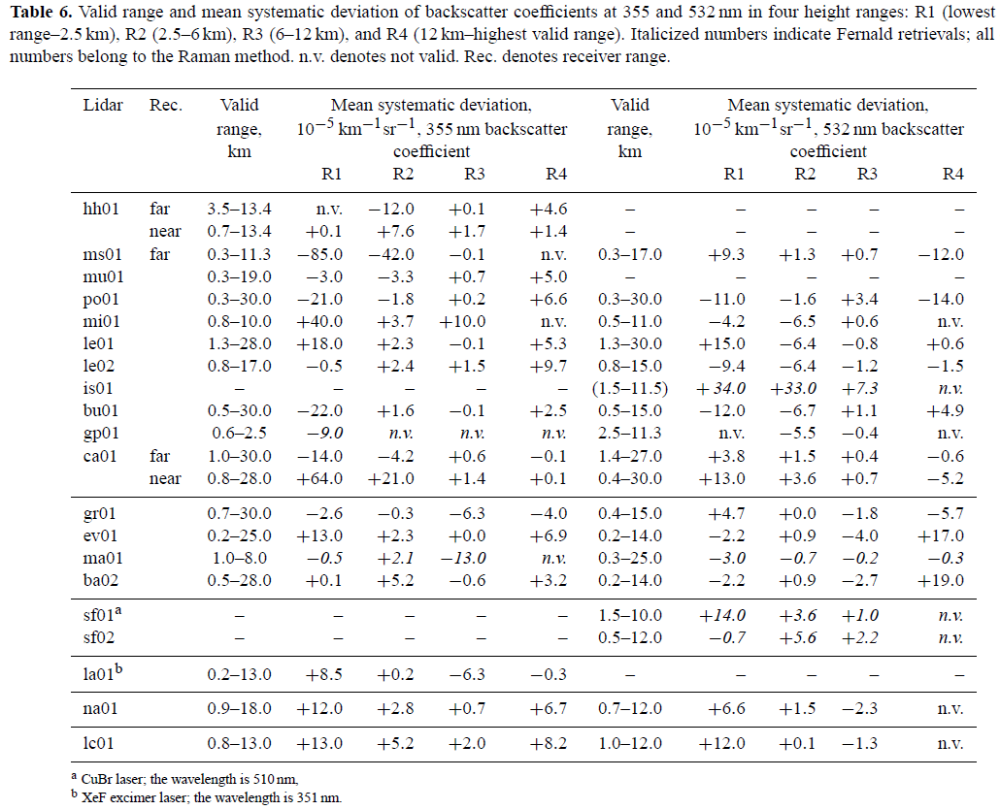 Table 6. Valid range and mean systematic deviation of backscatter coefficients at 355 and 532 nm in four height ranges: R1 (lowest
range–2.5 km), R2 (2.5–6 km), R3 (6–12 km), and R4 (12 km–highest valid range). Italicized numbers indicate Fernald retrievals; all
numbers belong to the Raman method. n.v. denotes not valid. Rec. denotes receiver range.
Lidar Rec. Valid Mean systematic deviation, Valid Mean systematic deviation,
range, 10−5 km−1sr−1, 355 nm backscatter range, 10−5 km−1sr−1, 532 nm backscatter
km coefficient km coefficient
R1 R2 R3 R4 R1 R2 R3 R4
hh01 far 3.5–13.4 n.v. −12.0 +0.1 +4.6 – – – – –
near 0.7–13.4 +0.1 +7.6 +1.7 +1.4 – – – – –
ms01 far 0.3–11.3 −85.0 −42.0 −0.1 n.v. 0.3–17.0 +9.3 +1.3 +0.7 −12.0
mu01 0.3–19.0 −3.0 −3.3 +0.7 +5.0 – – – – –
po01 0.3–30.0 −21.0 −1.8 +0.2 +6.6 0.3–30.0 −11.0 −1.6 +3.4 −14.0
mi01 0.8–10.0 +40.0 +3.7 +10.0 n.v. 0.5–11.0 −4.2 −6.5 +0.6 n.v.
le01 1.3–28.0 +18.0 +2.3 −0.1 +5.3 1.3–30.0 +15.0 −6.4 −0.8 +0.6
le02 0.8–17.0 −0.5 +2.4 +1.5 +9.7 0.8–15.0 −9.4 −6.4 −1.2 −1.5
is01 – – – – – (1.5–11.5) +34.0 +33.0 +7.3 n.v.
bu01 0.5–30.0 −22.0 +1.6 −0.1 +2.5 0.5–15.0 −12.0 −6.7 +1.1 +4.9
gp01 0.6–2.5 −9.0 n.v. n.v. n.v. 2.5–11.3 n.v. −5.5 −0.4 n.v.
ca01 far 1.0–30.0 −14.0 −4.2 +0.6 −0.1 1.4–27.0 +3.8 +1.5 +0.4 −0.6
near 0.8–28.0 +64.0 +21.0 +1.4 +0.1 0.4–30.0 +13.0 +3.6 +0.7 −5.2
gr01 0.7–30.0 −2.6 −0.3 −6.3 −4.0 0.4–15.0 +4.7 +0.0 −1.8 −5.7
ev01 0.2–25.0 +13.0 +2.3 +0.0 +6.9 0.2–14.0 −2.2 +0.9 −4.0 +17.0
ma01 1.0–8.0 −0.5 +2.1 −13.0 n.v. 0.3–25.0 −3.0 −0.7 −0.2 −0.3
ba02 0.5–28.0 +0.1 +5.2 −0.6 +3.2 0.2–14.0 −2.2 +0.9 −2.7 +19.0
sf01a – – – – – 1.5–10.0 +14.0 +3.6 +1.0 n.v.
sf02 – – – – – 0.5–12.0 −0.7 +5.6 +2.2 n.v.
la01b 0.2–13.0 +8.5 +0.2 −6.3 −0.3 – – – – –
na01 0.9–18.0 +12.0 +2.8 +0.7 +6.7 0.7–12.0 +6.6 +1.5 −2.3 n.v.
lc01 0.8–13.0 +13.0 +5.2 +2.0 +8.2 1.0–12.0 +12.0 +0.1 −1.3 n.v.
a CuBr laser; the wavelength is 510 nm,
b XeF excimer laser; the wavelength is 351 nm.